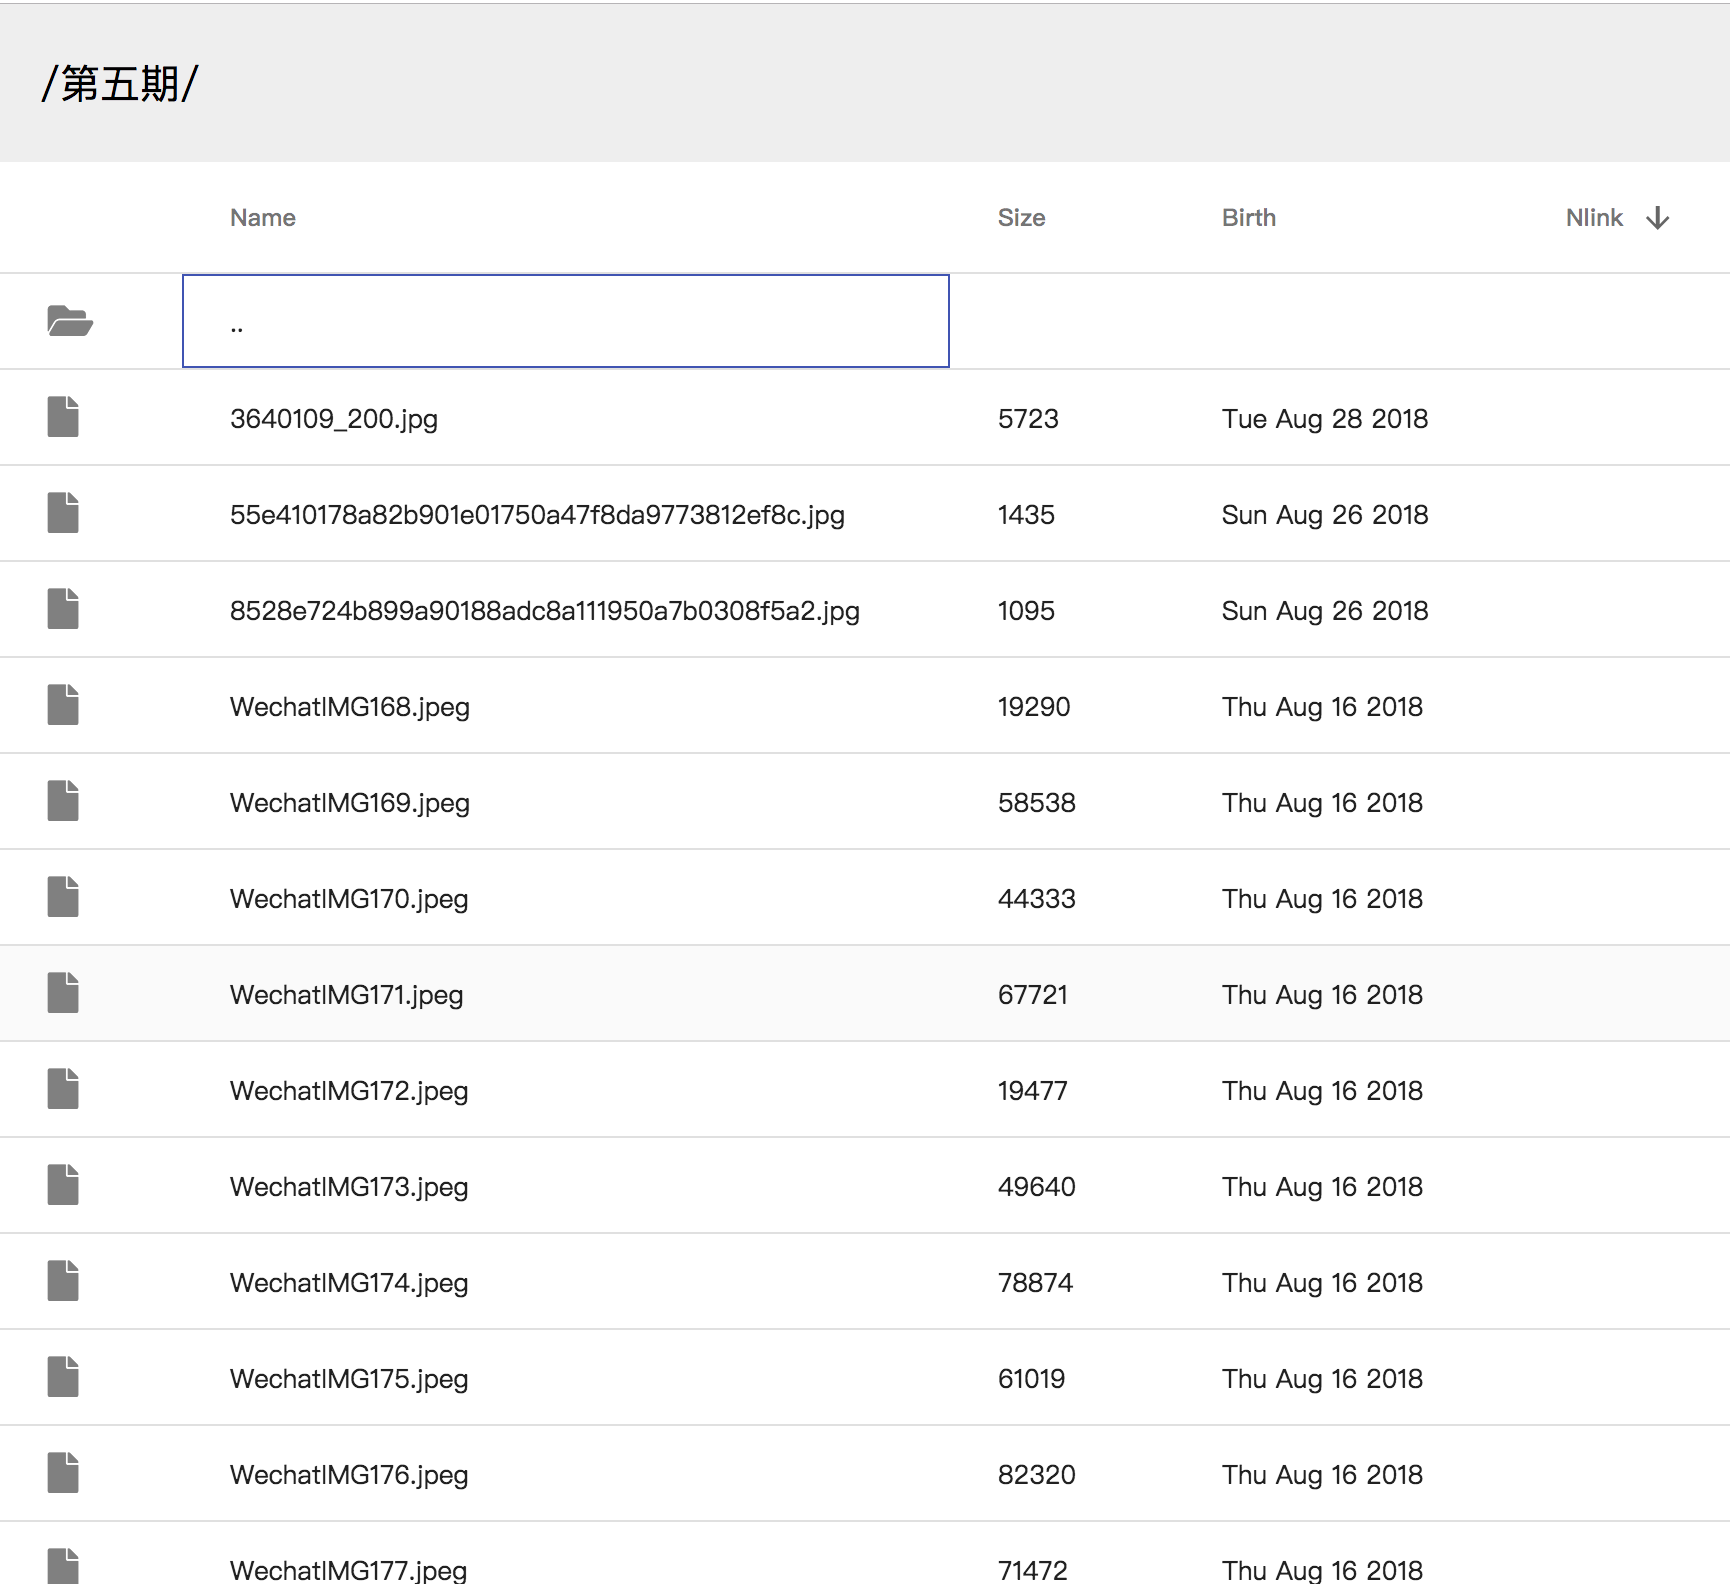 /第五期/
Name Size Birth Nlink
..
3640109_200.jpg 5723 Tue Aug 28 2018
55e410178a82b901e01750a47f8da9773812ef8c.jpg 1435 Sun Aug 26 2018
8528e724b899a90188adc8a111950a7b0308f5a2.jpg 1095 Sun Aug 26 2018
WechatIMG168.jpeg 19290 Thu Aug 16 2018
WechatIMG169.jpeg 58538 Thu Aug 16 2018
WechatIMG170.jpeg 44333 Thu Aug 16 2018
WechatIMG171.jpeg 67721 Thu Aug 16 2018
WechatIMG172.jpeg 19477 Thu Aug 16 2018
WechatIMG173.jpeg 49640 Thu Aug 16 2018
WechatIMG174.jpeg 78874 Thu Aug 16 2018
WechatIMG175.jpeg 61019 Thu Aug 16 2018
WechatIMG176.jpeg 82320 Thu Aug 16 2018
WechatIMG177.jpeg 71472 Thu Aug 16 2018